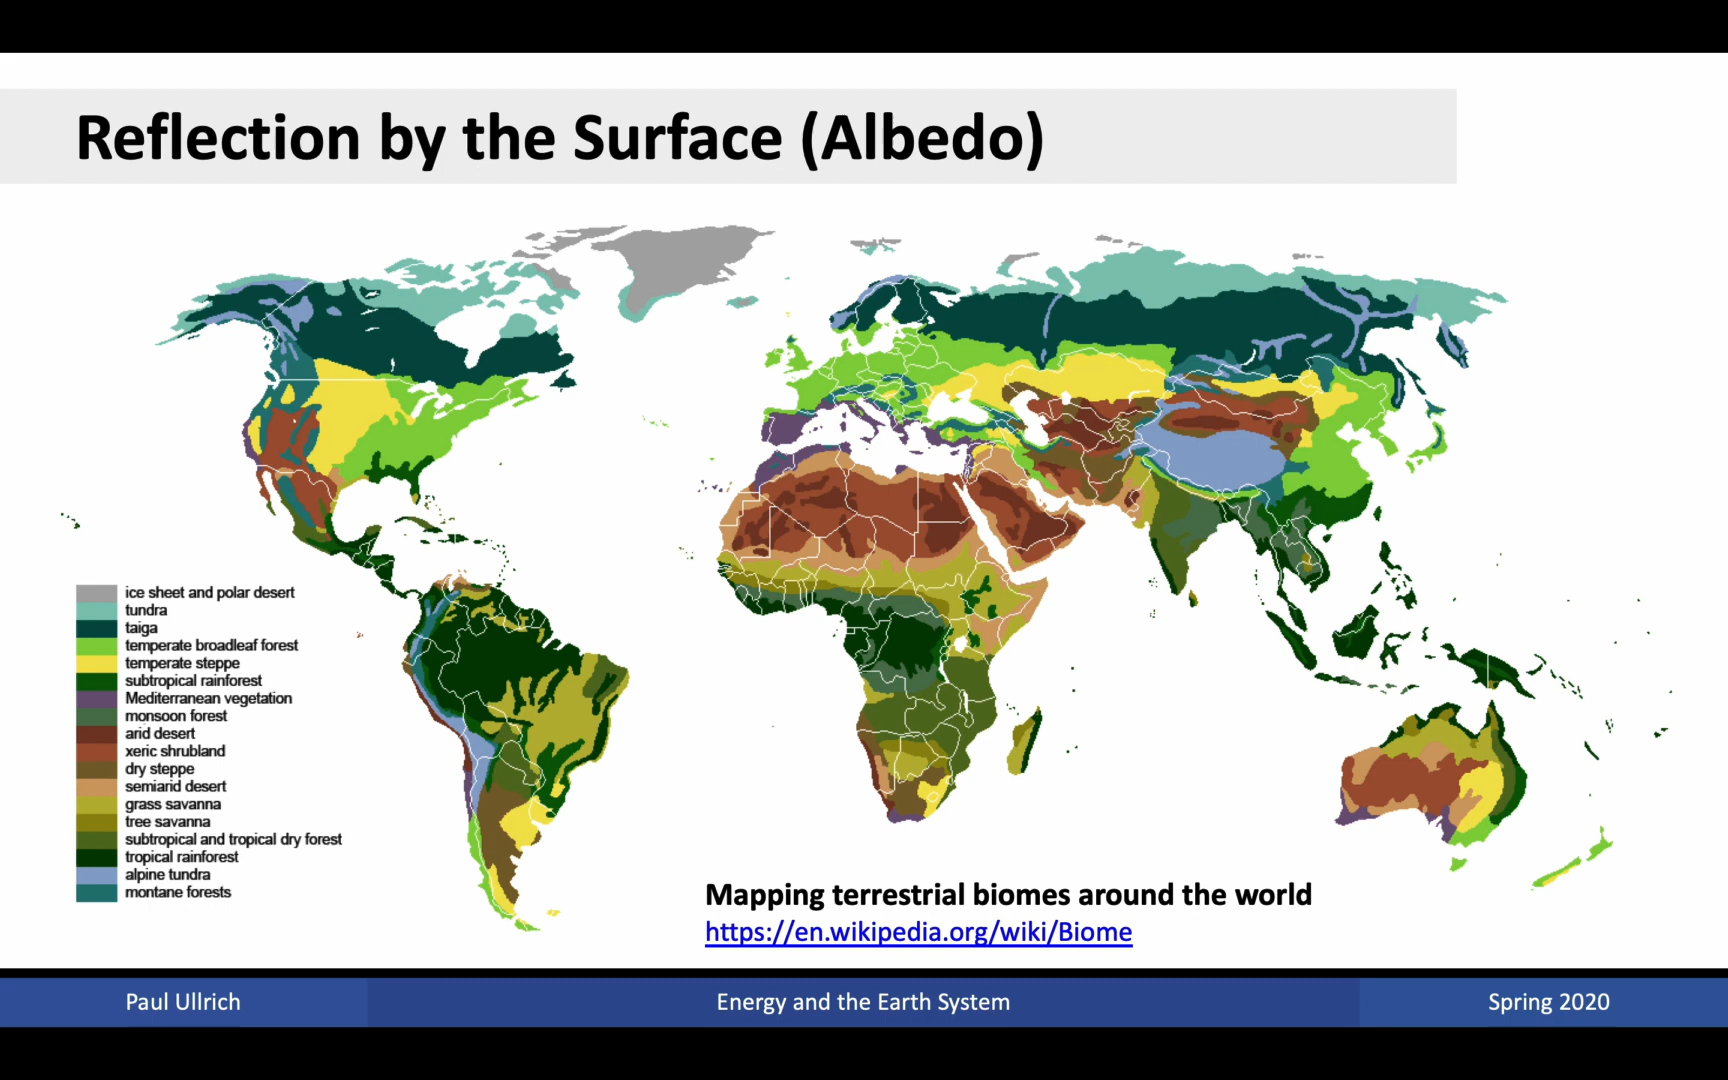 Reflection by the Surface (Albedo)
ice sheet and polar desert
tundra
taiga
temperate broadleaf forest
temperate steppe
subtropical rainforest
Mediterranean vegetation
monsoon forest
arid desert
xeric shrubland
dry steppe
semiarid desert
grass savanna
tree savanna
subtropical and tropical dry forest
tropical rainforest
alpine tundra
montane forests
Mapping terrestrial biomes around the world
https://en.wikipedia.org/wiki/Biome
Paul Ullrich
Energy and the Earth System
Spring 2020